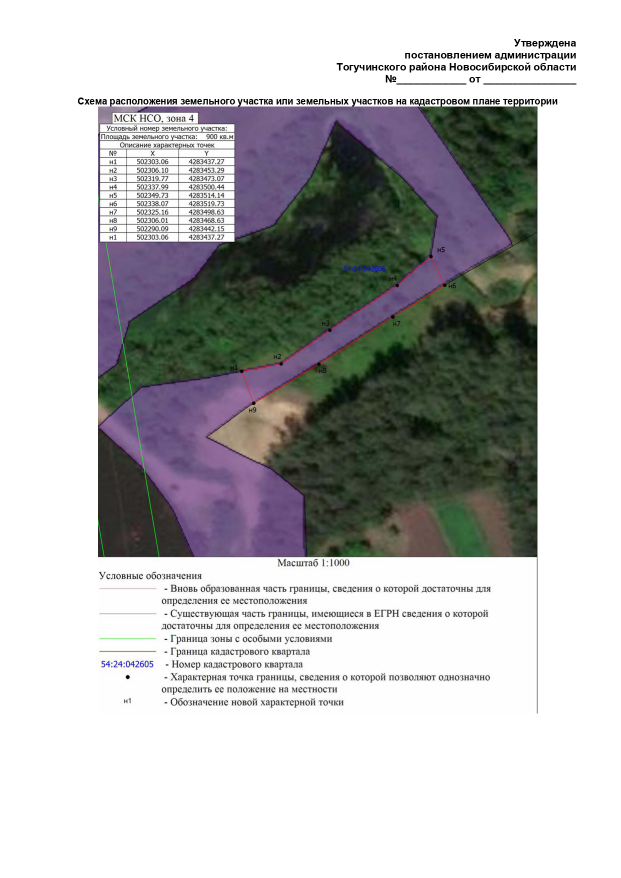 Утверждена
постановлением администрации
Тогучинского района Новосибирской области
№____________ от ________________
Схема расположения земельного участка или земельных участков на кадастровом плане территории
МСК НСО, зона 4
Условный номер земельного участка:
Площадь земельного участка: 900 кв.м
Описание характерных точек
№ X Y
н1 502303.06 4283437.27
н2 502306.10 4283453.29
н3 502319.77 4283473.07
н4 502337.99 4283500.44
н5 502349.73 4283514.14
н6 502338.07 4283519.73
н7 502325.16 4283498.63
н8 502306.01 4283468.63
н9 502290.09 4283442.15
н1 502303.06 4283437.27
н5
н4
н6
н7
н3
н2
н8
н1
н9
Масштаб 1:1000
Условные обозначения
- Вновь образованная часть границы, сведения о которой достаточны для
определения ее местоположения
- Существующая часть границы, имеющиеся в ЕГРН сведения о которой
достаточны для определения ее местоположения
- Граница зоны с особыми условиями
- Граница кадастрового квартала
54:24:042605 - Номер кадастрового квартала
- Характерная точка границы, сведения о которой позволяют однозначно
определить ее положение на местности
н1 - Обозначение новой характерной точки